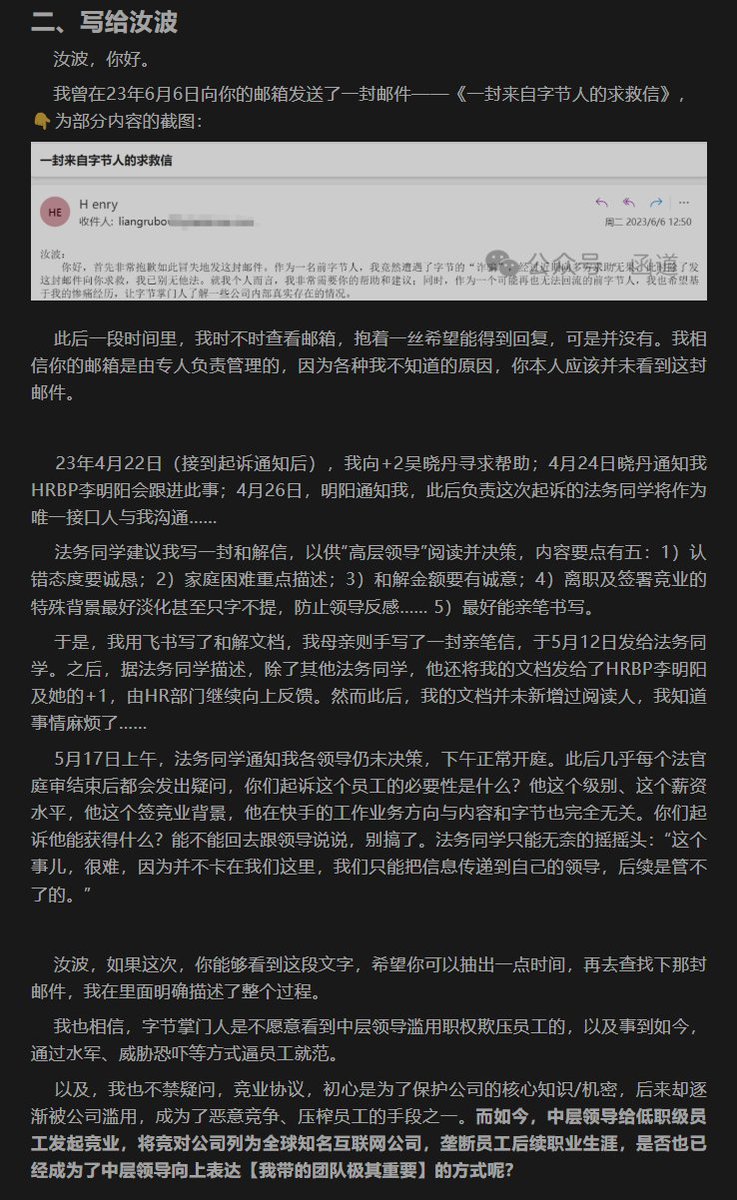 二、写给汝波
汝波，你好。
我曾在23年6月6日向你的邮箱发送了一封邮件——《一封来自字节人的求救信》，
👇为部分内容的截图：
一封来自字节人的求救信
HE
H enry
收件人: liangrubo
周二 2023/6/6 12:50
汝波：
你好，首先非常抱歉如此冒失地发这封邮件。作为一名前字节人，我竟然遭遇了字节的“诈骗”，经过近期向多方求助无果，此时除了发
这封邮件向你求救，我已别无他法。就我个人而言，我非常需要你的帮助和建议；同时，作为一个可能再也无法回流的前字节人，我也希望基
于我的惨痛经历，让字节掌门人了解一些公司内部真实存在的情况。
公众号 · 函道
此后一段时间里，我时不时查看邮箱，抱着一丝希望能得到回复，可是并没有。我相
信你的邮箱是由专人负责管理的，因为各种我不知道的原因，你本人应该并未看到这封
邮件。
23年4月22日（接到起诉通知后），我向+2吴晓丹寻求帮助；4月24日晓丹通知我
HRBP李明阳会跟进此事；4月26日，明阳通知我，此后负责这次起诉的法务同学将作为
唯一接口人与我沟通......
法务同学建议我写一封和解信，以供“高层领导”阅读并决策，内容要点有五：1）认
错态度要诚恳；2）家庭困难重点描述；3）和解金额要有诚意；4）离职及签署竞业的
特殊背景最好淡化甚至只字不提，防止领导反感...... 5）最好能亲笔书写。
于是，我用飞书写了和解文档，我母亲则手写了一封亲笔信，于5月12日发给法务同
学。之后，据法务同学描述，除了其他法务同学，他还将我的文档发给了HRBP李明阳
及她的+1，由HR部门继续向上反馈。然而此后，我的文档并未新增过阅读人，我知道
事情麻烦了......
5月17日上午，法务同学通知我各领导仍未决策，下午正常开庭。此后几乎每个法官
庭审结束后都会发出疑问，你们起诉这个员工的必要性是什么？他这个级别、这个薪资
水平，他这个签竞业背景，他在快手的工作业务方向与内容和字节也完全无关。你们起
诉他能获得什么？能不能回去跟领导说说，别搞了。法务同学只能无奈的摇摇头：“这个
事儿，很难，因为并不卡在我们这里，我们只能把信息传递到自己的领导，后续是管不
了的。”
汝波，如果这次，你能够看到这段文字，希望你可以抽出一点时间，再去查找下那封
邮件，我在里面明确描述了整个过程。
我也相信，字节掌门人是不愿意看到中层领导滥用职权欺压员工的，以及事到如今，
通过水军、威胁恐吓等方式逼员工就范。
以及，我也不禁疑问，竞业协议，初心是为了保护公司的核心知识/机密，后来却逐
渐被公司滥用，成为了恶意竞争、压榨员工的手段之一。而如今，中层领导给低职级员
工发起竞业，将竞对公司列为全球知名互联网公司，垄断员工后续职业生涯，是否也已
经成为了中层领导向上表达【我带的团队极其重要】的方式呢？